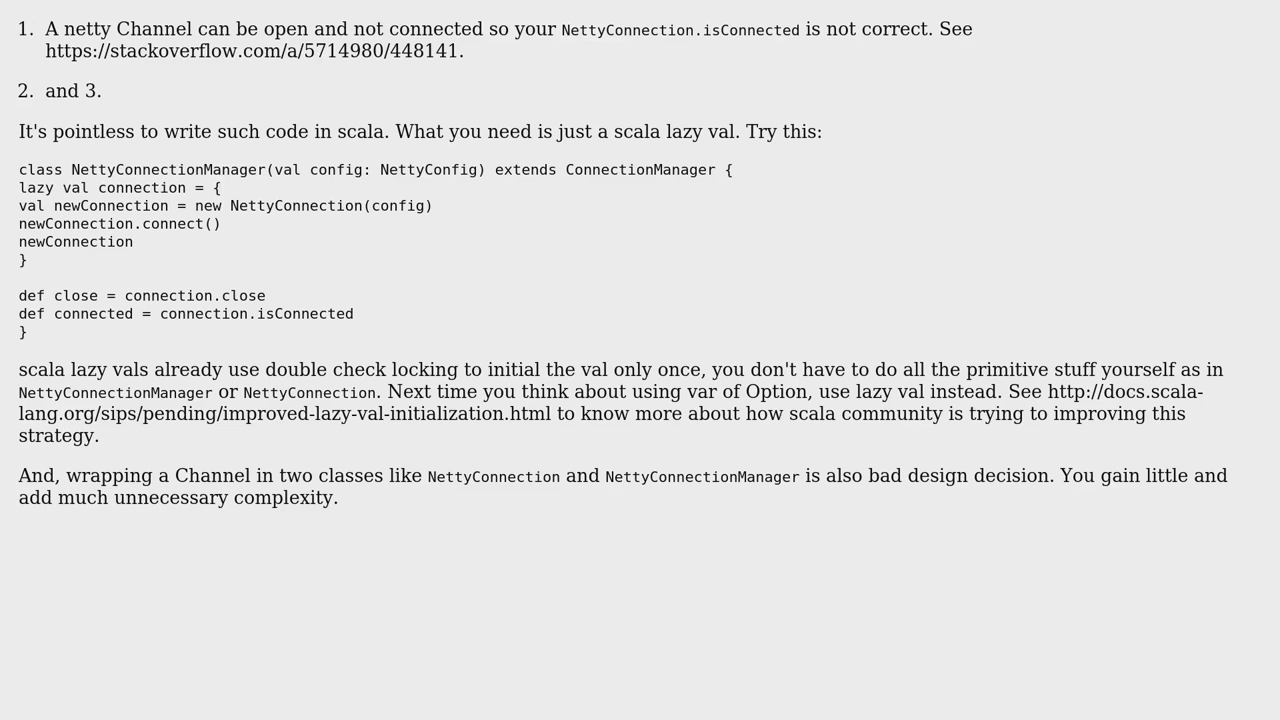 1. A netty Channel can be open and not connected so your NettyConnection.isConnected is not correct. See
https://stackoverflow.com/a/5714980/448141.
2. and 3.
It's pointless to write such code in scala. What you need is just a scala lazy val. Try this:
class NettyConnectionManager(val config: NettyConfig) extends ConnectionManager {
lazy val connection = {
val newConnection = new NettyConnection(config)
newConnection.connect()
newConnection
}
def close = connection.close
def connected = connection.isConnected
}
scala lazy vals already use double check locking to initial the val only once, you don't have to do all the primitive stuff yourself as in
NettyConnectionManager or NettyConnection. Next time you think about using var of Option, use lazy val instead. See http://docs.scala-
lang.org/sips/pending/improved-lazy-val-initialization.html to know more about how scala community is trying to improving this
strategy.
And, wrapping a Channel in two classes like NettyConnection and NettyConnectionManager is also bad design decision. You gain little and
add much unnecessary complexity.